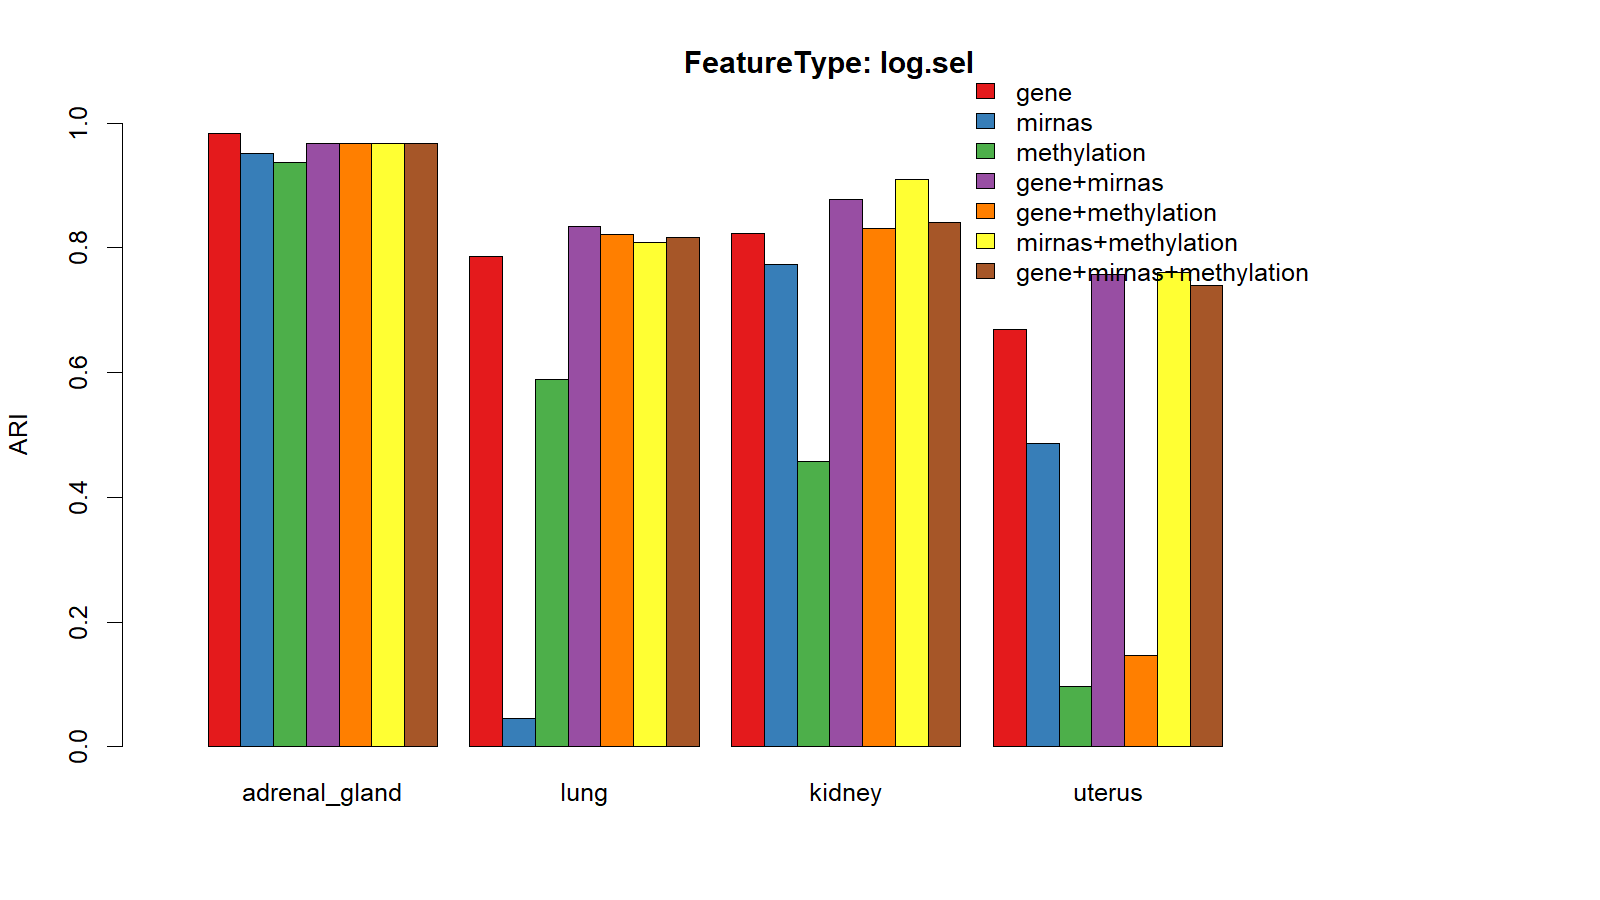 FeatureType: log.sel
gene
mirnas
methylation
gene+mirnas
gene+methylation
mirnas+methylation
gene+mirnas+methylation
ARI
1.0
0.8
0.6
0.4
0.2
0.0
adrenal_gland
lung
kidney
uterus